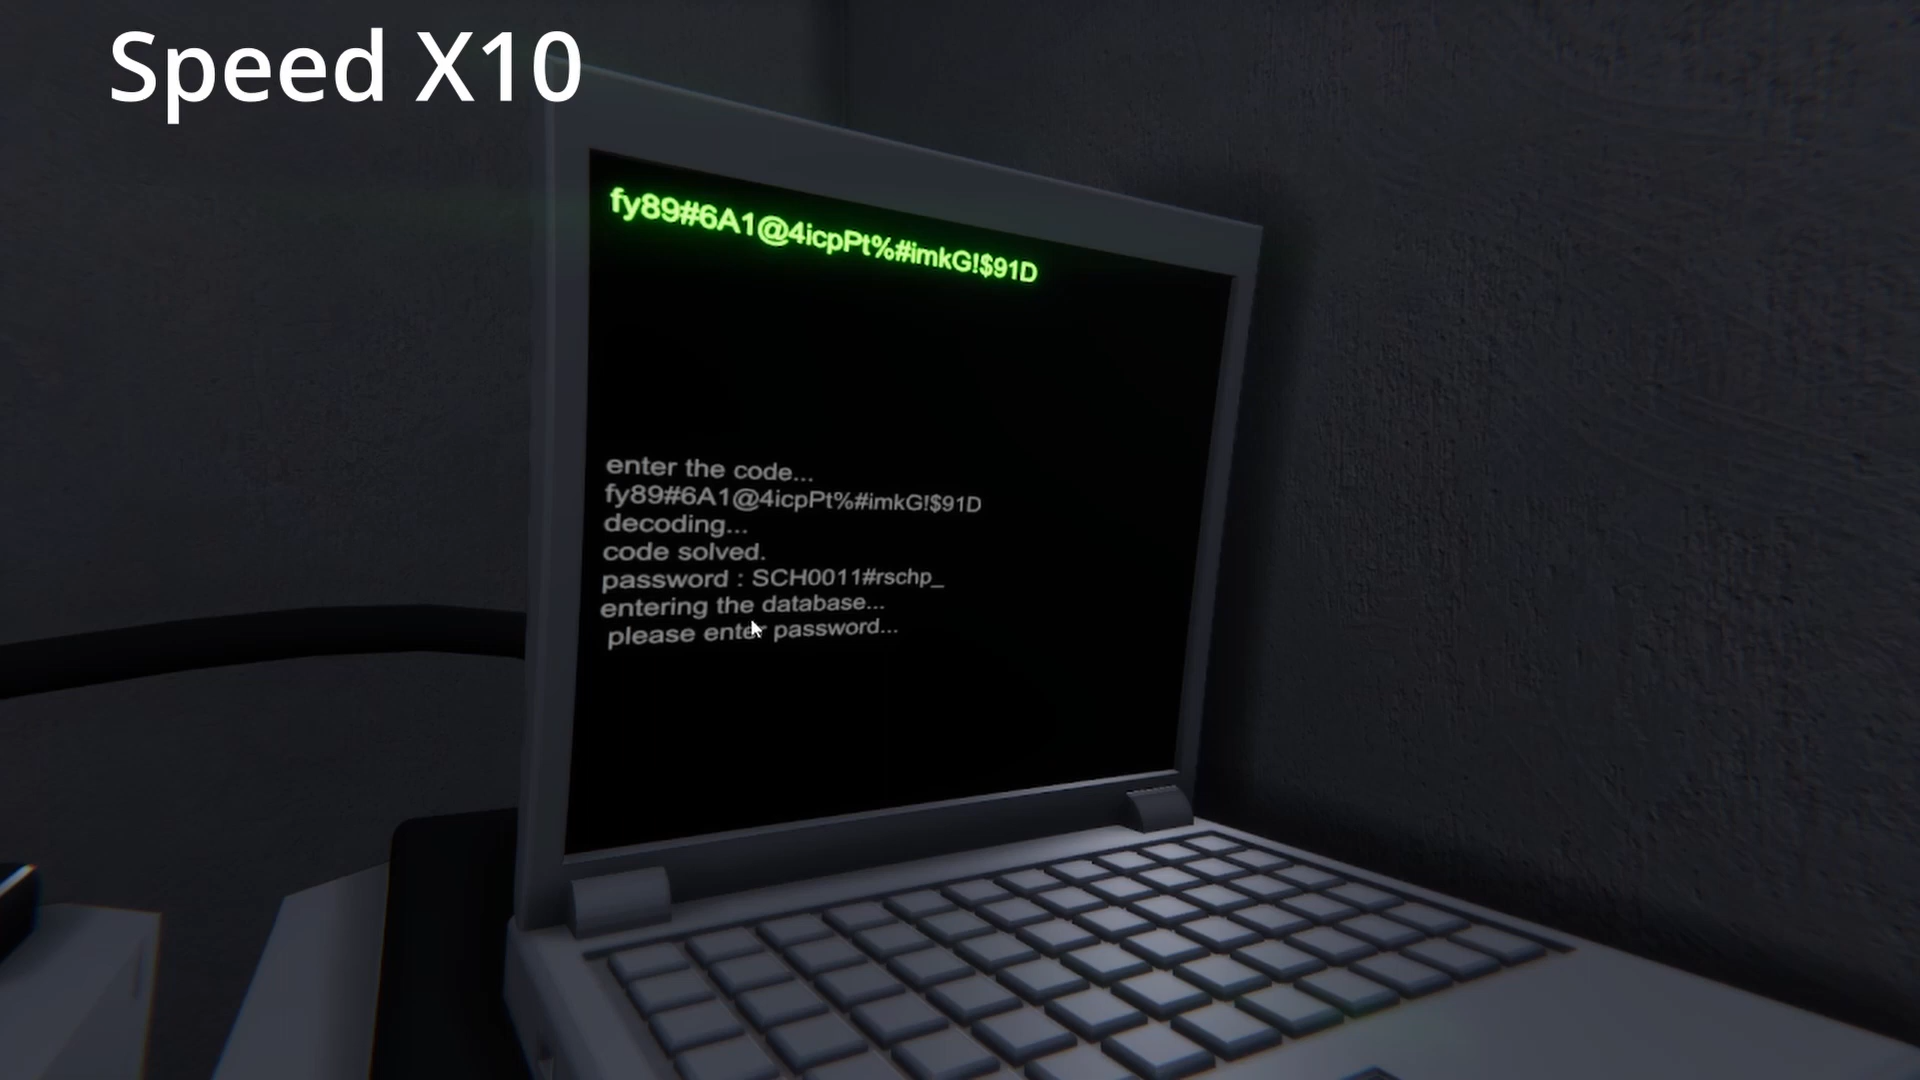 Speed X10
fy89#6A1@4icpPt%#imkG!$91D
enter the code...
fy89#6A1@4icpPt%#imkG!$91D
decoding...
code solved.
password : SCH0011#rschp_
entering the database...
please enter password...